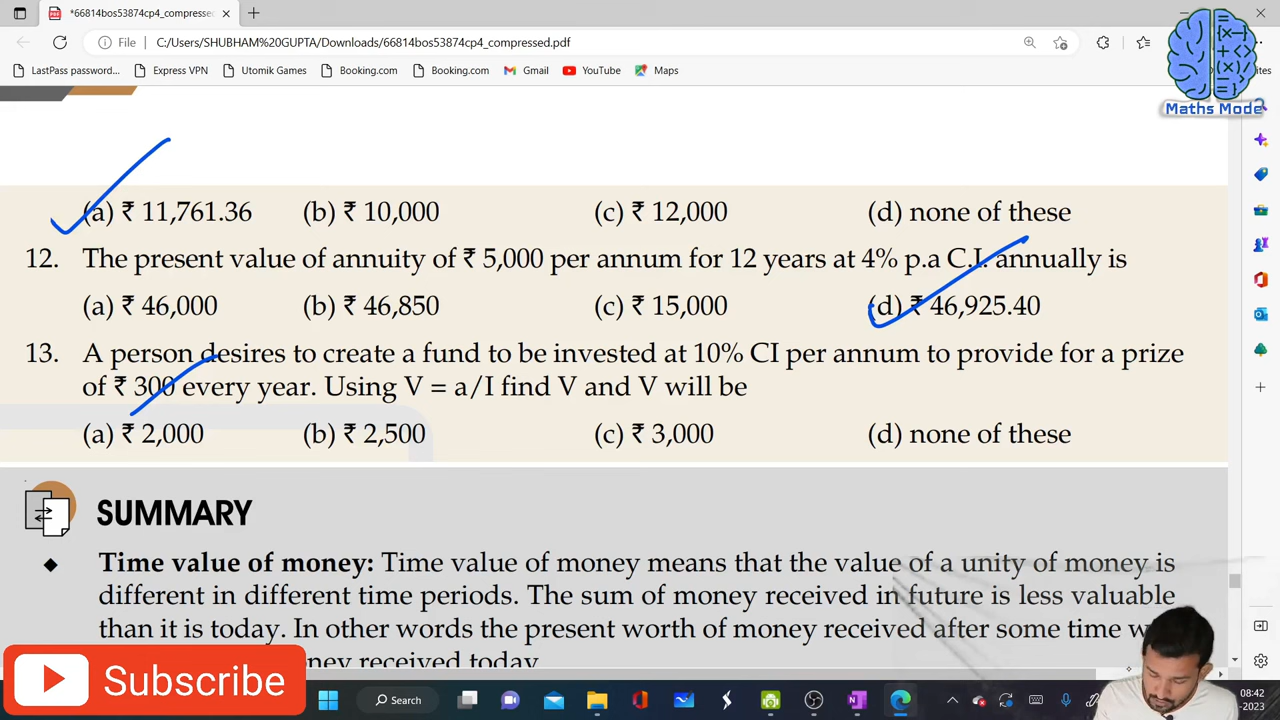 *66814bos53874cp4_compressed
File C:/Users/SHUBHAM%20GUPTA/Downloads/66814bos53874cp4_compressed.pdf
LastPass password... Express VPN Utomik Games Booking.com Booking.com Gmail YouTube Maps
Maths Mode
(a) ₹ 11,761.36 (b) ₹ 10,000 (c) ₹ 12,000 (d) none of these
12. The present value of annuity of ₹ 5,000 per annum for 12 years at 4% p.a C.I. annually is
(a) ₹ 46,000 (b) ₹ 46,850 (c) ₹ 15,000 (d) ₹ 46,925.40
13. A person desires to create a fund to be invested at 10% CI per annum to provide for a prize
of ₹ 300 every year. Using V = a/I find V and V will be
(a) ₹ 2,000 (b) ₹ 2,500 (c) ₹ 3,000 (d) none of these
SUMMARY
Time value of money: Time value of money means that the value of a unity of money is
different in different time periods. The sum of money received in future is less valuable
than it is today. In other words the present worth of money received after some time w
ney received today
Subscribe
Search
08:42
-2023